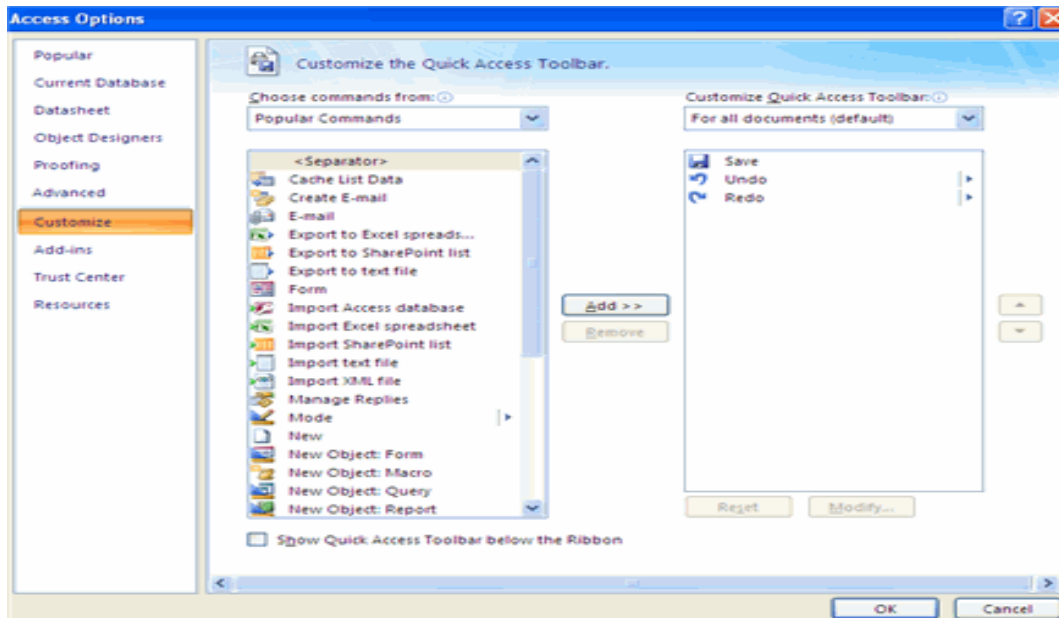 Access Options
Popular
Current Database
Datasheet
Object Designers
Proofing
Advanced
Customize
Add-ins
Trust Center
Resources
Customize the Quick Access Toolbar.
Choose commands from:
Popular Commands
<Separator>
Cache List Data
Create E-mail
E-mail
Export to Excel spreads...
Export to SharePoint list
Export to text file
Form
Import Access database
Import Excel spreadsheet
Import SharePoint list
Import text file
Import XML file
Manage Replies
Mode
New
New Object: Form
New Object: Macro
New Object: Query
New Object: Report
Show Quick Access Toolbar below the Ribbon
Add >>
Remove
Customize Quick Access Toolbar:
For all documents (default)
Save
Undo
Redo
Reset
Modify...
OK
Cancel